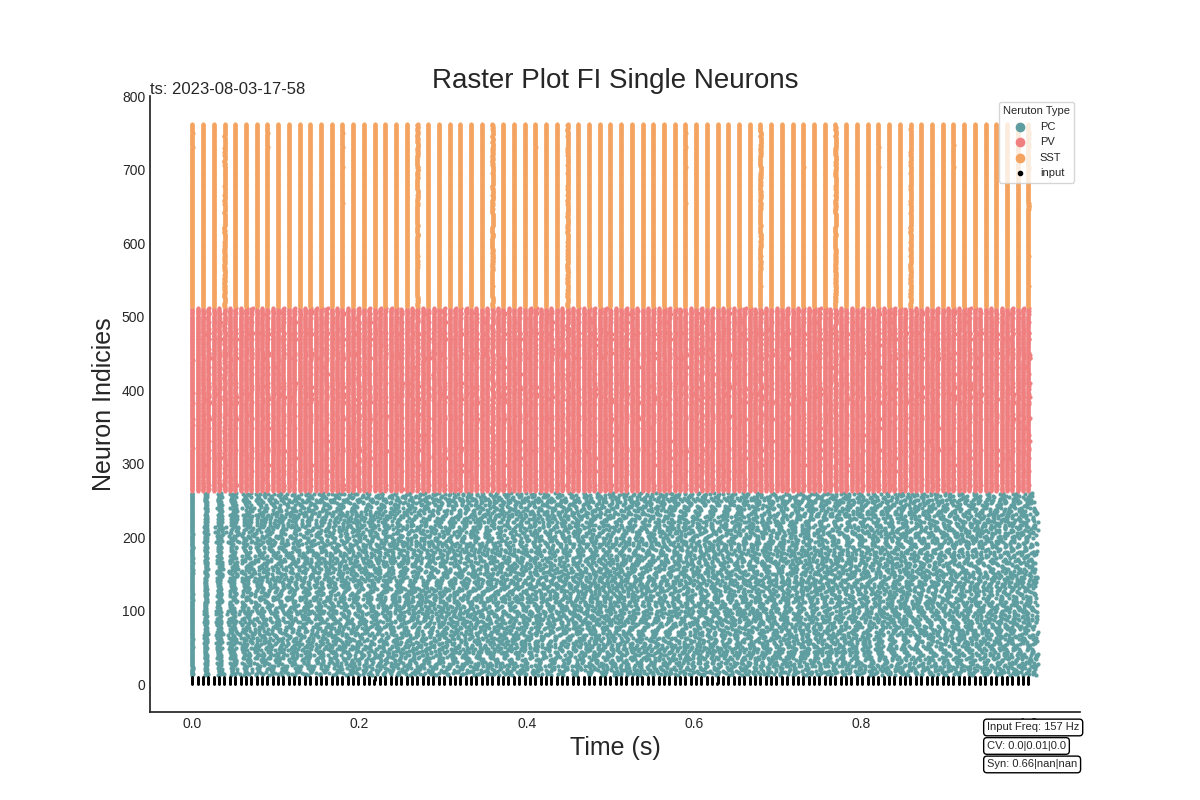 Raster Plot FI Single Neurons
ts: 2023-08-03-17-58
Neruton Type
PC
PV
SST
input
Neuron Indicies
800
700
600
500
400
300
200
100
0
0.0 0.2 0.4 0.6 0.8
Time (s)
Input Freq: 157 Hz
CV: 0.0|0.01|0.0
Syn: 0.66|nan|nan